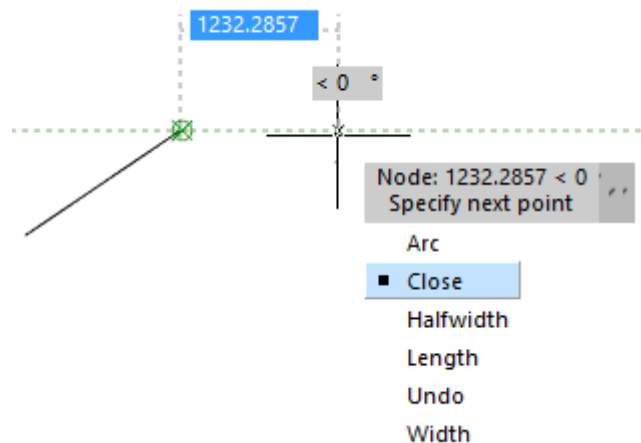 1232.2857
< 0 °
Node: 1232.2857 < 0
Specify next point
Arc
Close
Halfwidth
Length
Undo
Width